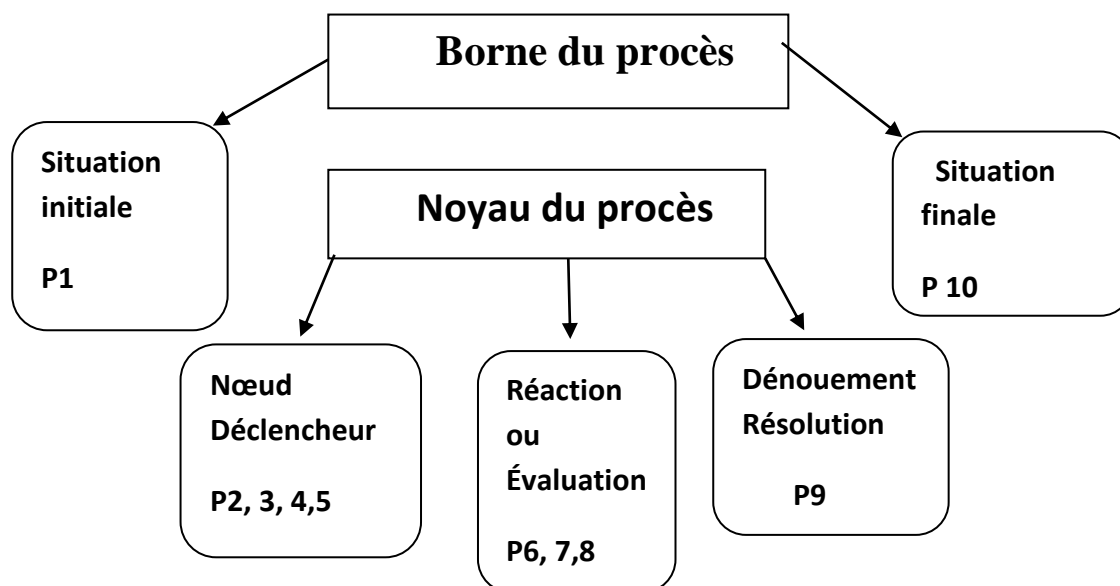 Borne du procès
Situation
initiale
P1
Situation
finale
P 10
Noyau du procès
Nœud
Déclencheur
P2, 3, 4,5
Réaction
ou
Évaluation
P6, 7,8
Dénouement
Résolution
P9